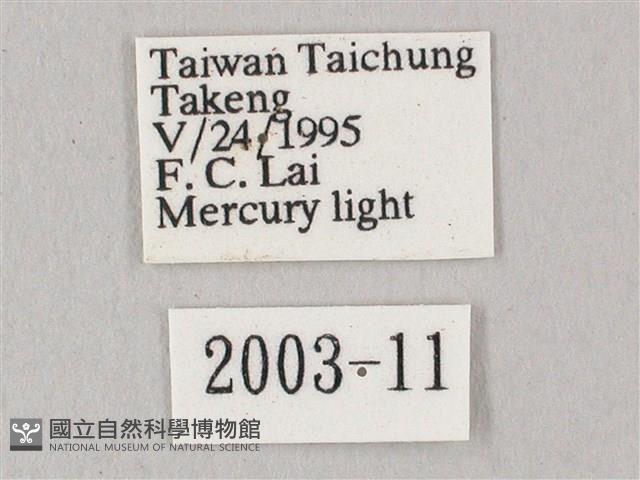 Taiwan Taichung
Takeng
V/24/1995
F. C. Lai
Mercury light
2003-11
國立自然科學博物館
NATIONAL MUSEUM OF NATURAL SCIENCE